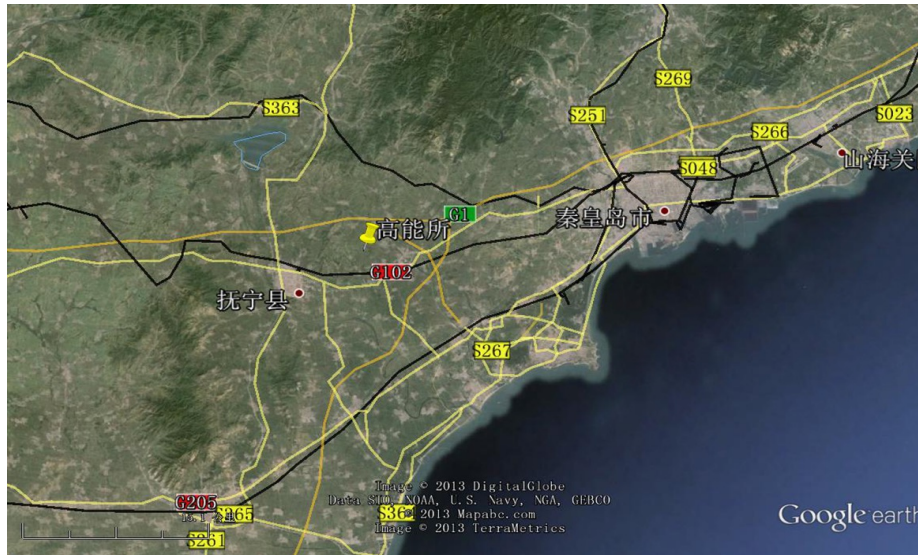 S269
S363
S251
S023
S266
山海关
S048
G1
秦皇岛市
高能所
G102
抚宁县
S267
Image © 2013 DigitalGlobe
Data SIO, NOAA, U.S. Navy, NGA, GEBCO
G205
© 2013 Mapabc.com
S265
Image © 2013 TerraMetrics
Google earth
S261